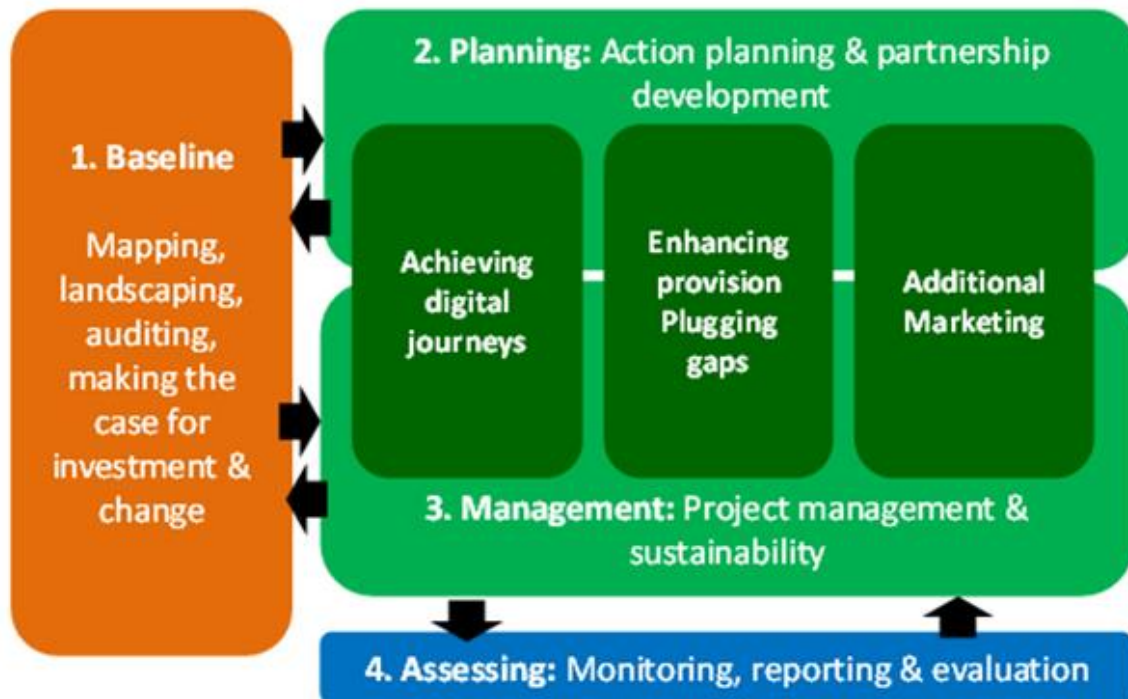 1. Baseline
Mapping,
landscaping,
auditing,
making the
case for
investment &
change
2. Planning: Action planning & partnership
development
Achieving
digital
journeys
Enhancing
provision
Plugging
gaps
Additional
Marketing
3. Management: Project management &
sustainability
4. Assessing: Monitoring, reporting & evaluation